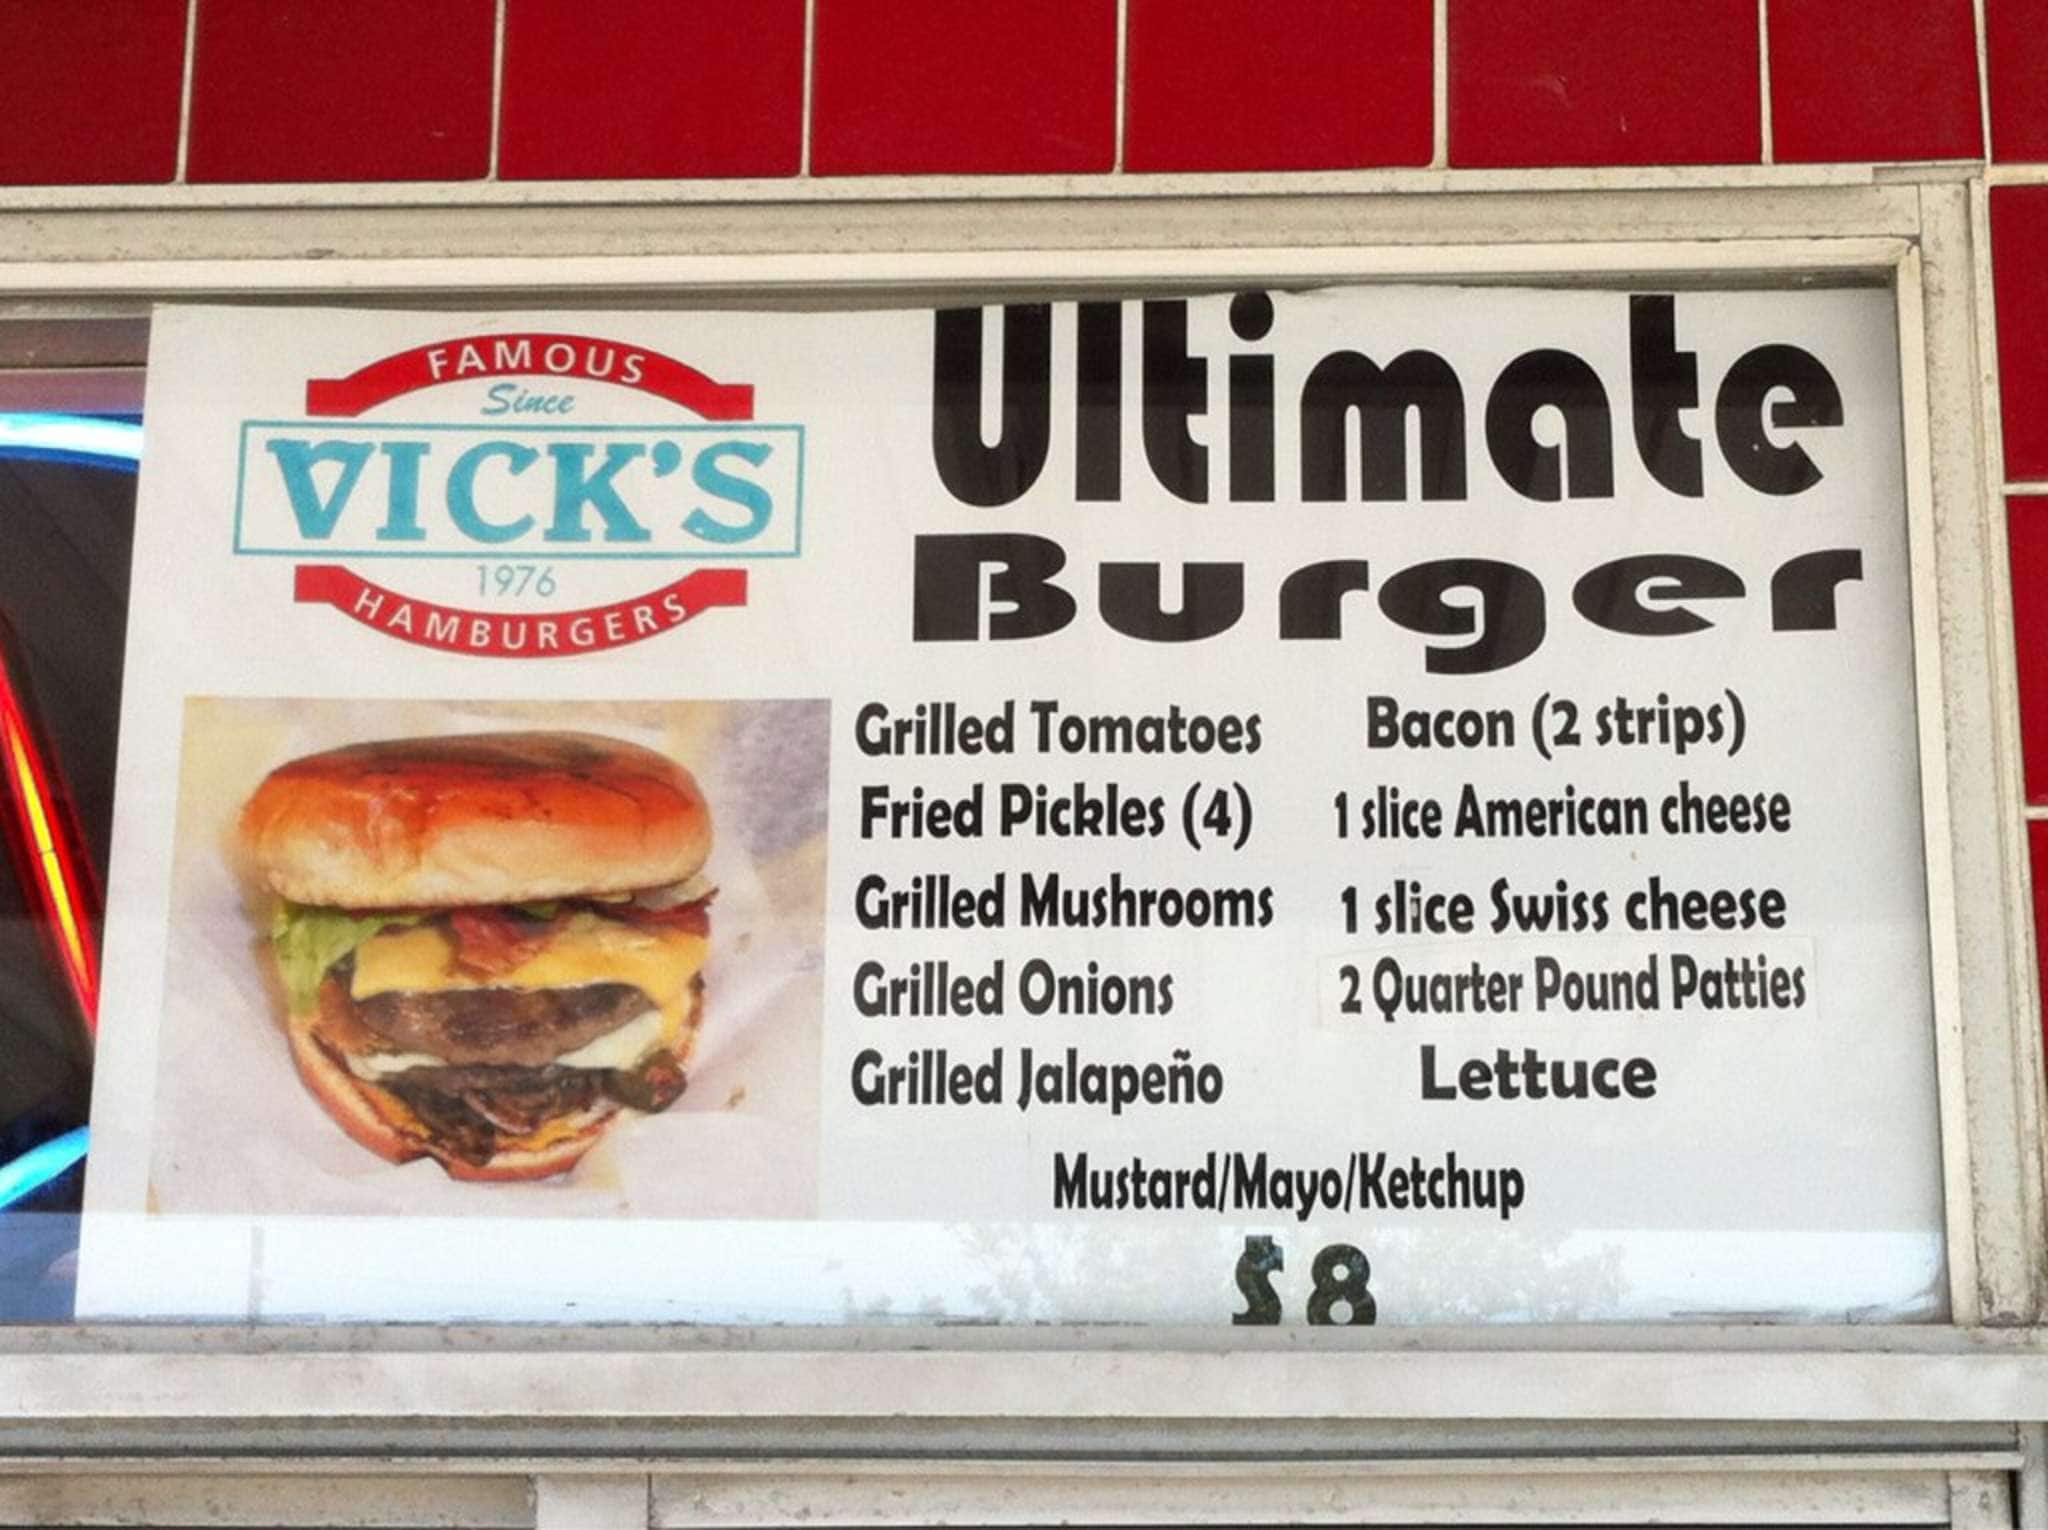 FAMOUS
Since
VICK'S
1976
HAMBURGERS
Ultimate
Burger
Grilled Tomatoes
Fried Pickles (4)
Grilled Mushrooms
Grilled Onions
Grilled Jalapeño
Bacon (2 strips)
1 slice American cheese
1 slice Swiss cheese
2 Quarter Pound Patties
Lettuce
Mustard/Mayo/Ketchup
$8